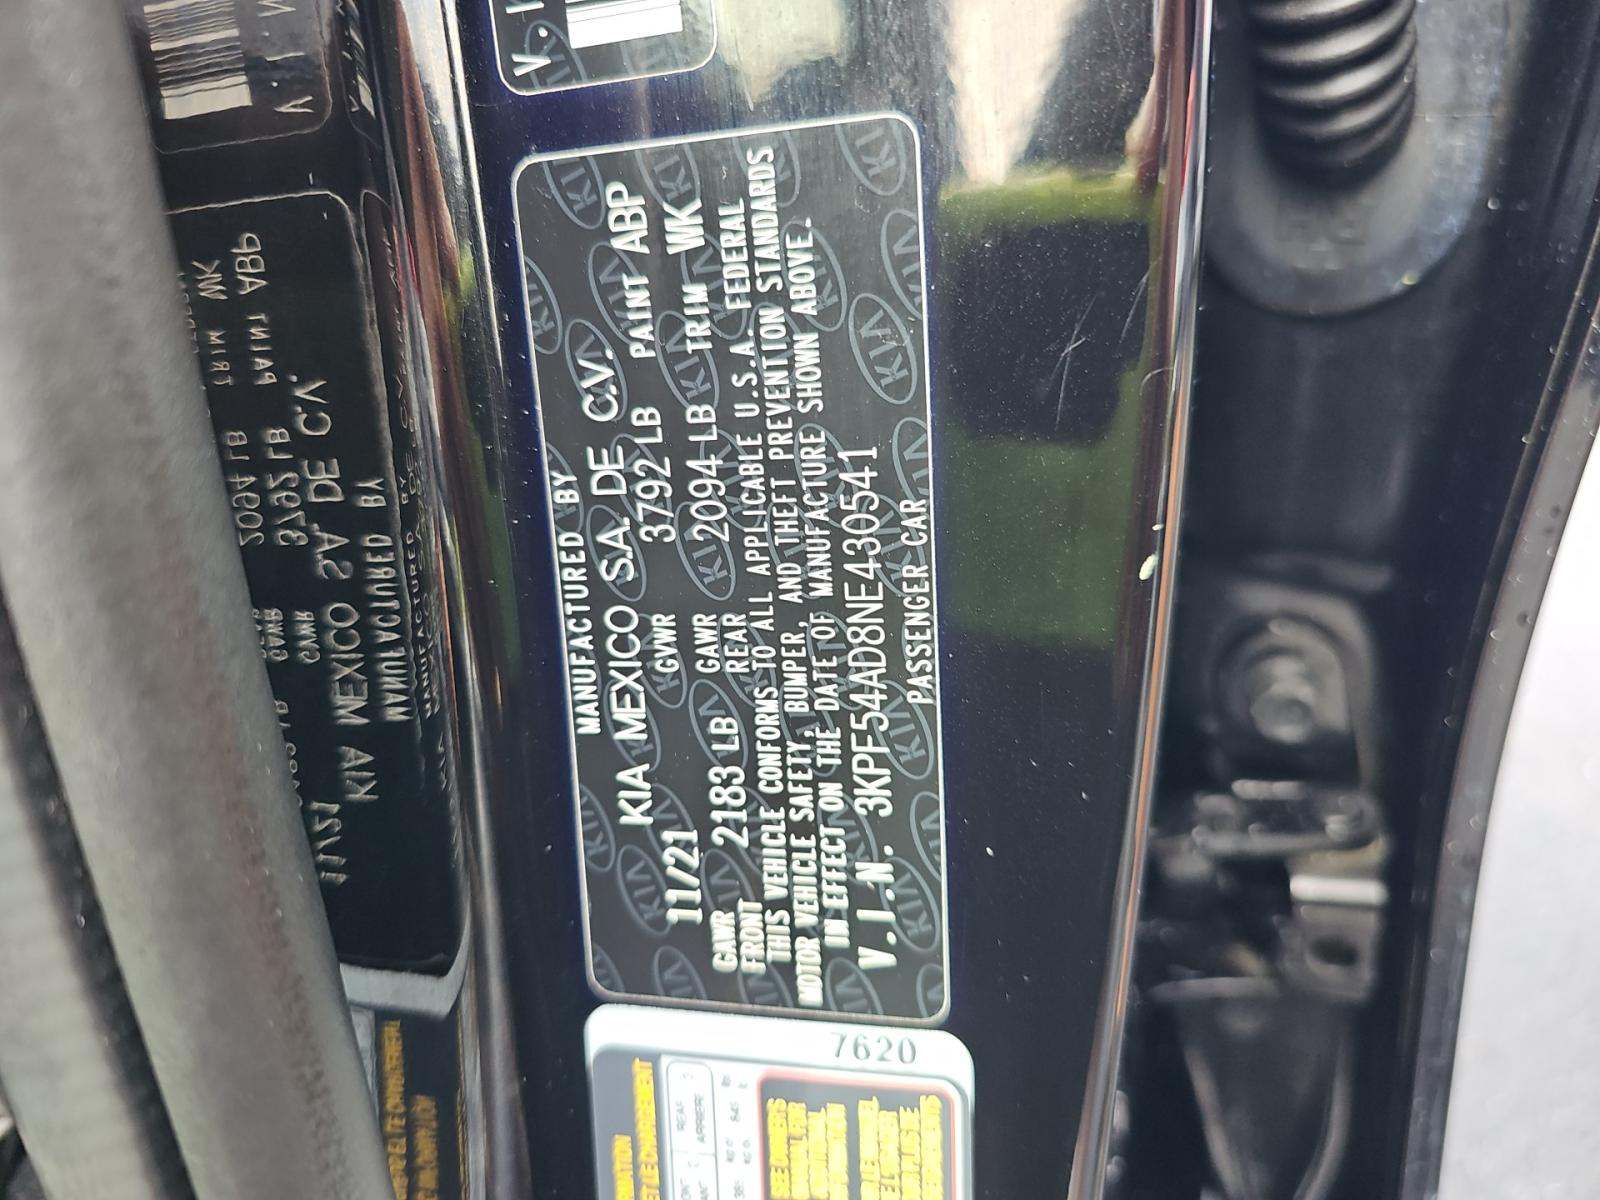 MANUFACTURED BY
KIA MEXICO S.A. DE C.V.
11/21 GVWR 3792 LB PAINT ABP
GAWR FRONT 2183 LB GAWR REAR 2094 LB TRIM WK
THIS VEHICLE CONFORMS TO ALL APPLICABLE U.S.A. FEDERAL
MOTOR VEHICLE SAFETY, BUMPER, AND THEFT PREVENTION STANDARDS
IN EFFECT ON THE DATE OF MANUFACTURE SHOWN ABOVE.
V.I.N. 3KPF54AD8NE430541
PASSENGER CAR
7620